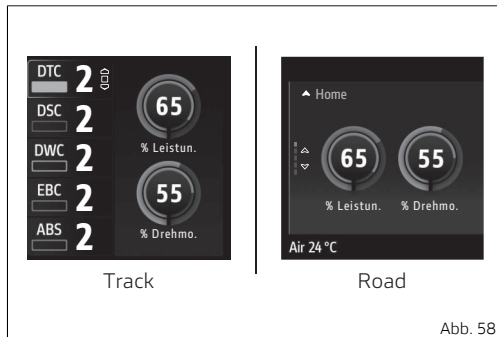 DTC 2
DSC 2
DWC 2
EBC 2
ABS 2
65
% Leistun.
55
% Drehmo.
Track
Home
65
55
% Leistun.
% Drehmo.
Air 24 °C
Road
Abb. 58